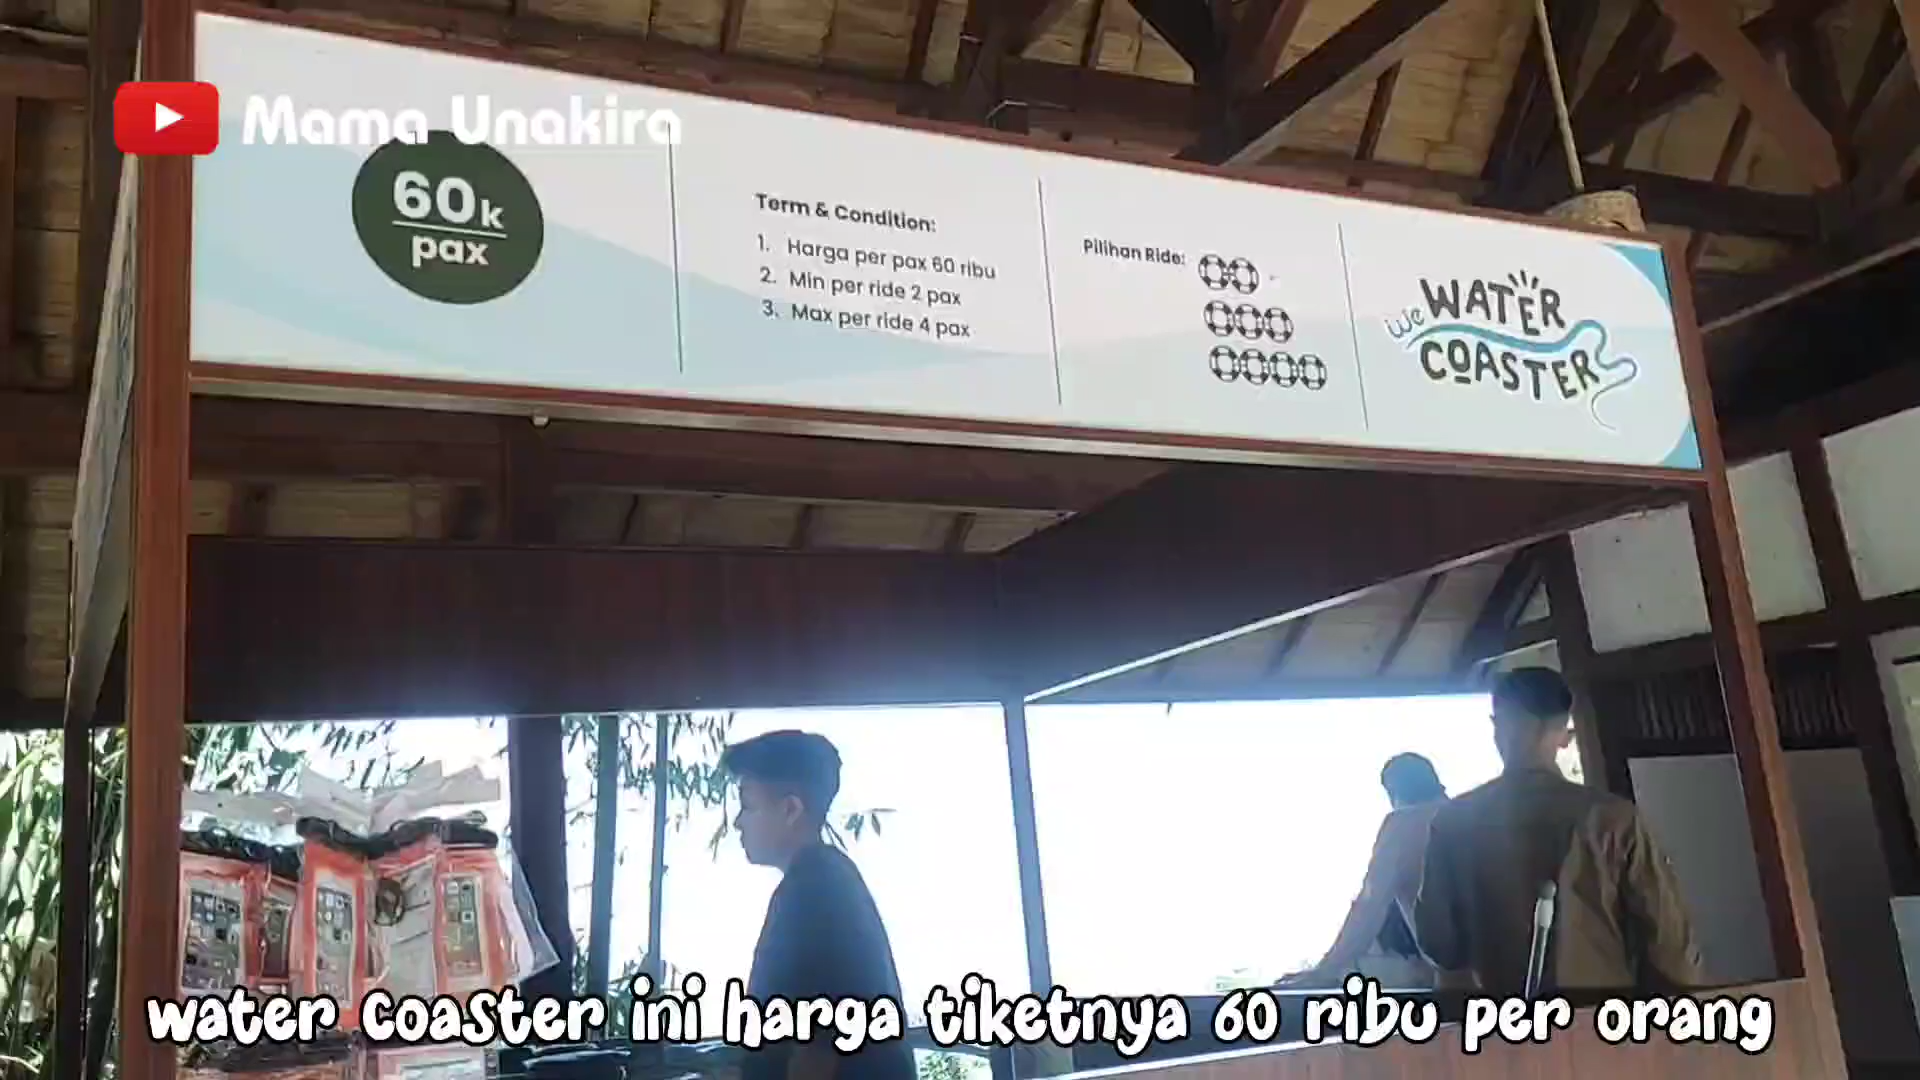 Mama Unakira
60k
pax
Term & Condition:
1. Harga per pax 60 ribu
2. Min per ride 2 pax
3. Max per ride 4 pax
Pilihan Ride:
we WATER
COASTER
water coaster ini harga tiketnya 60 ribu per orang